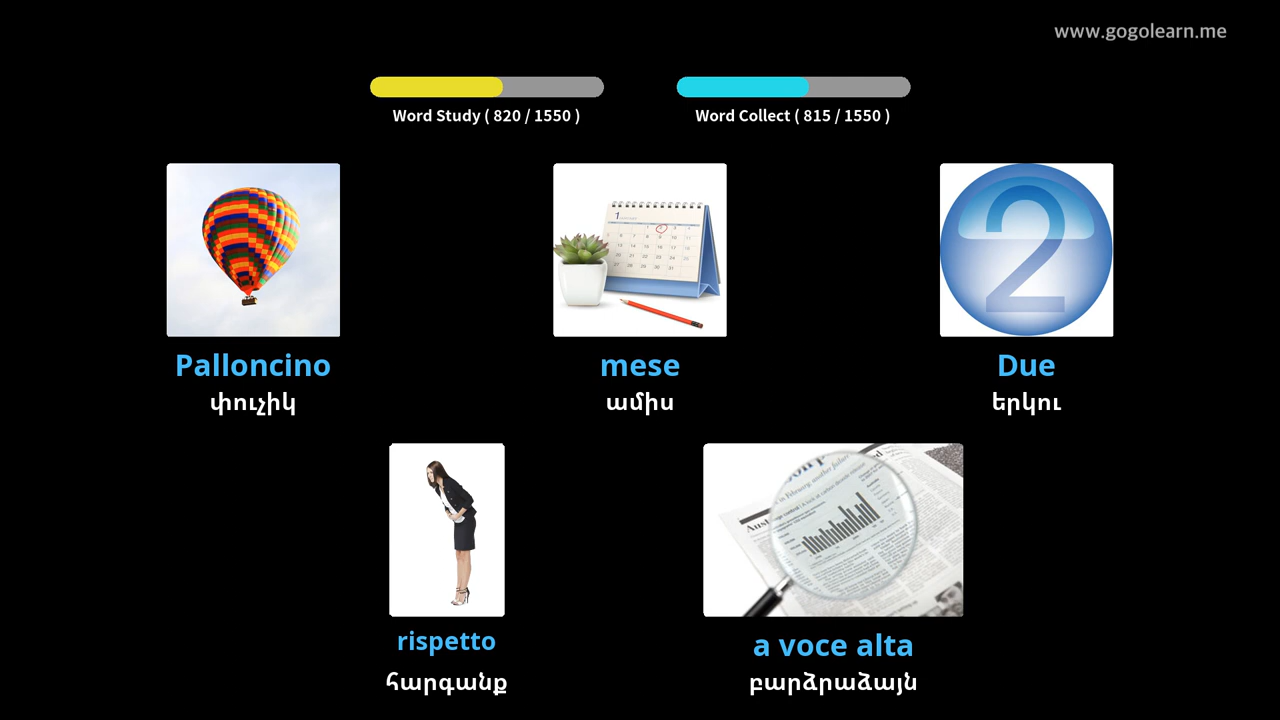 www.gogolearn.me
Word Study ( 820 / 1550 )
Word Collect ( 815 / 1550 )
2
Palloncino
mese
Due
փուչիկ
ամիս
երկու
rispetto
a voce alta
հարգանք
բարձրաձայն